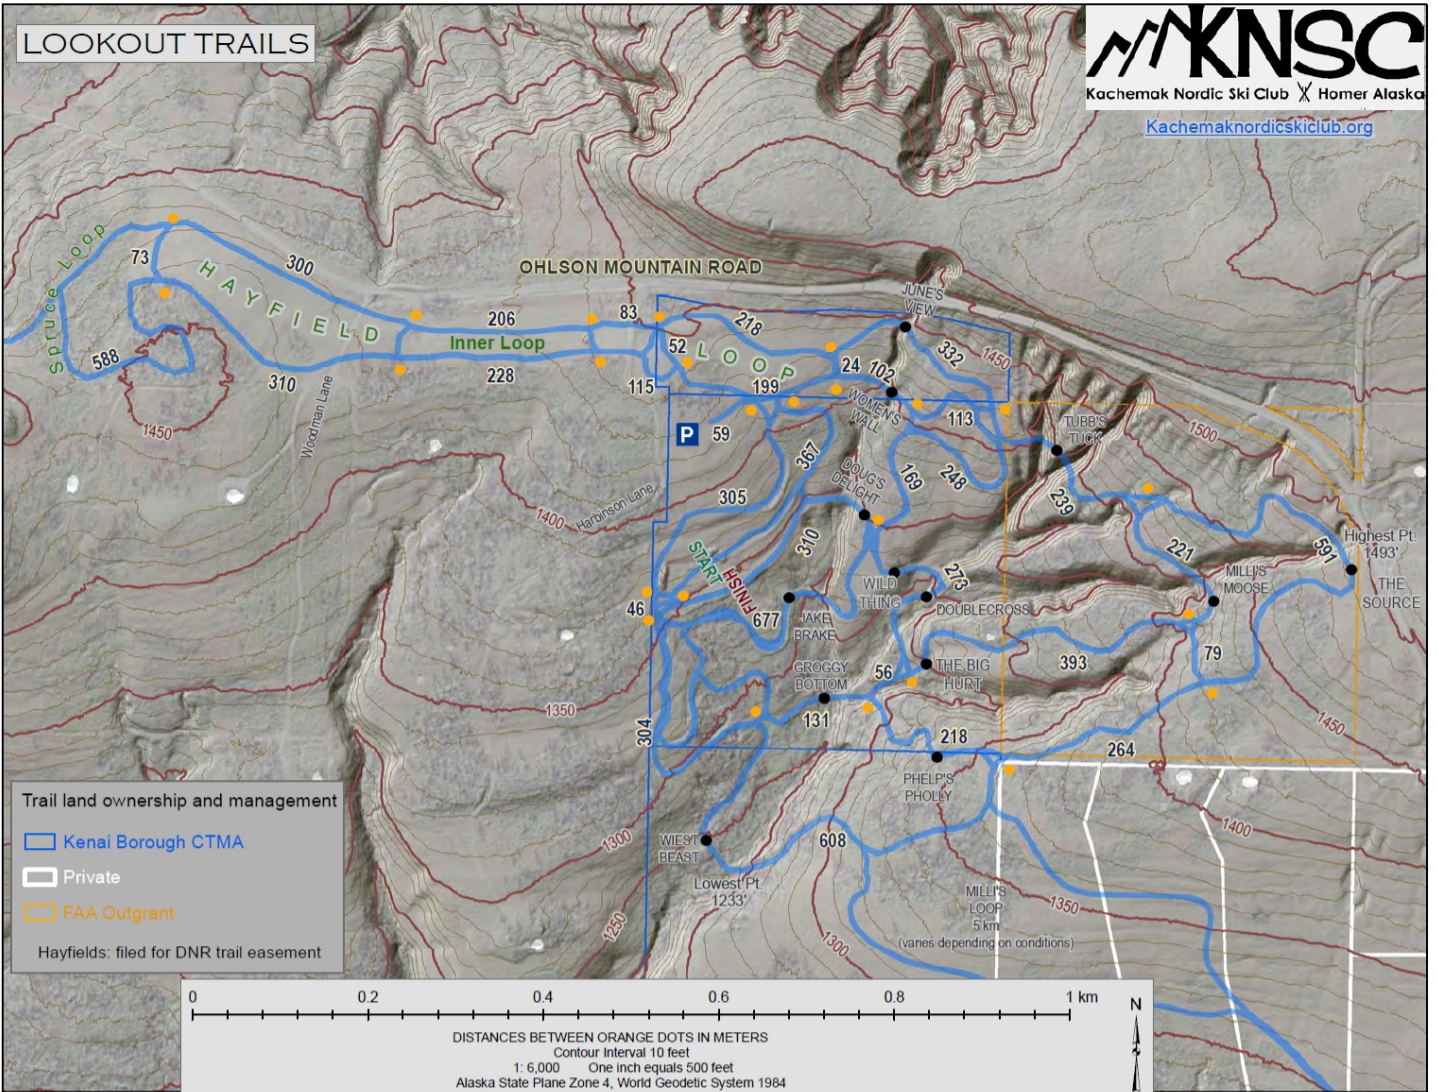 LOOKOUT TRAILS
KNSC
Kachemak Nordic Ski Club Homer Alaska
Kachemaknordicskiclub.org
Spruce Loop
73
300
HAYFIELD
OHLSON MOUNTAIN ROAD
206
83
Inner Loop
228
588
310
115
52
LOOP
218
199
24
102
JUNE'S
VIEW
332
1450
1450
Woodman Lane
P
59
WOMEN'S
WALL
113
TUBB'S
TUCK
1500
367
DOUG'S
DELIGHT
169
248
239
305
1400
Harbinson Lane
310
START
FINSH
221
591
Highest Pt.
1493'
THE
SOURCE
MILLI'S
MOOSE
WILD
THING
273
DOUBLECROSS
46
677
JAKE
BRAKE
GROGGY
BOTTOM
56
THE BIG
HURT
393
79
1350
304
131
218
264
1450
PHELP'S
PHOLLY
Trail land ownership and management
Kenai Borough CTMA
Private
FAA Outgrant
Hayfields: filed for DNR trail easement
1300
WIEST
BEAST
608
1400
Lowest Pt.
1233'
MILLI'S
LOOP
5 km
(varies depending on conditions)
1350
1250
1300
0 0.2 0.4 0.6 0.8 1 km
N
DISTANCES BETWEEN ORANGE DOTS IN METERS
Contour Interval 10 feet
1: 6,000 One inch equals 500 feet
Alaska State Plane Zone 4, World Geodetic System 1984